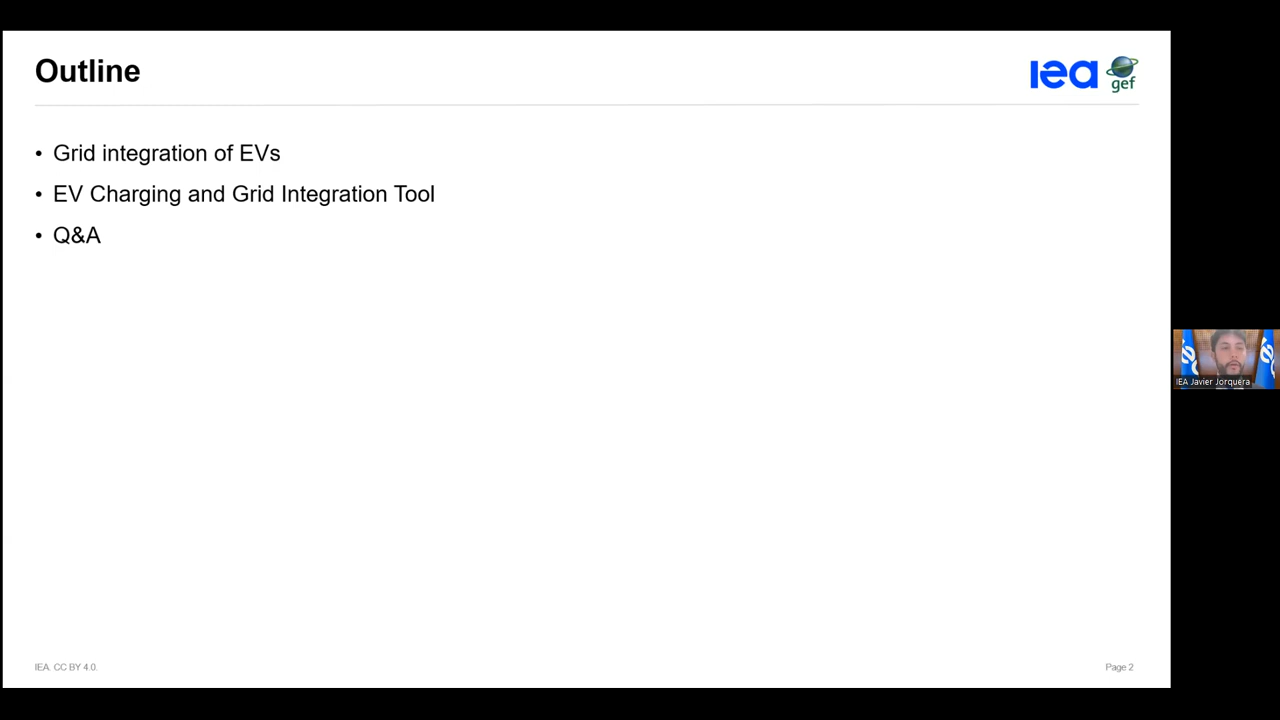 Outline
iea
gef
• Grid integration of EVs
• EV Charging and Grid Integration Tool
• Q&A
IEA Javier Jorquera
IEA. CC BY 4.0.
Page 2